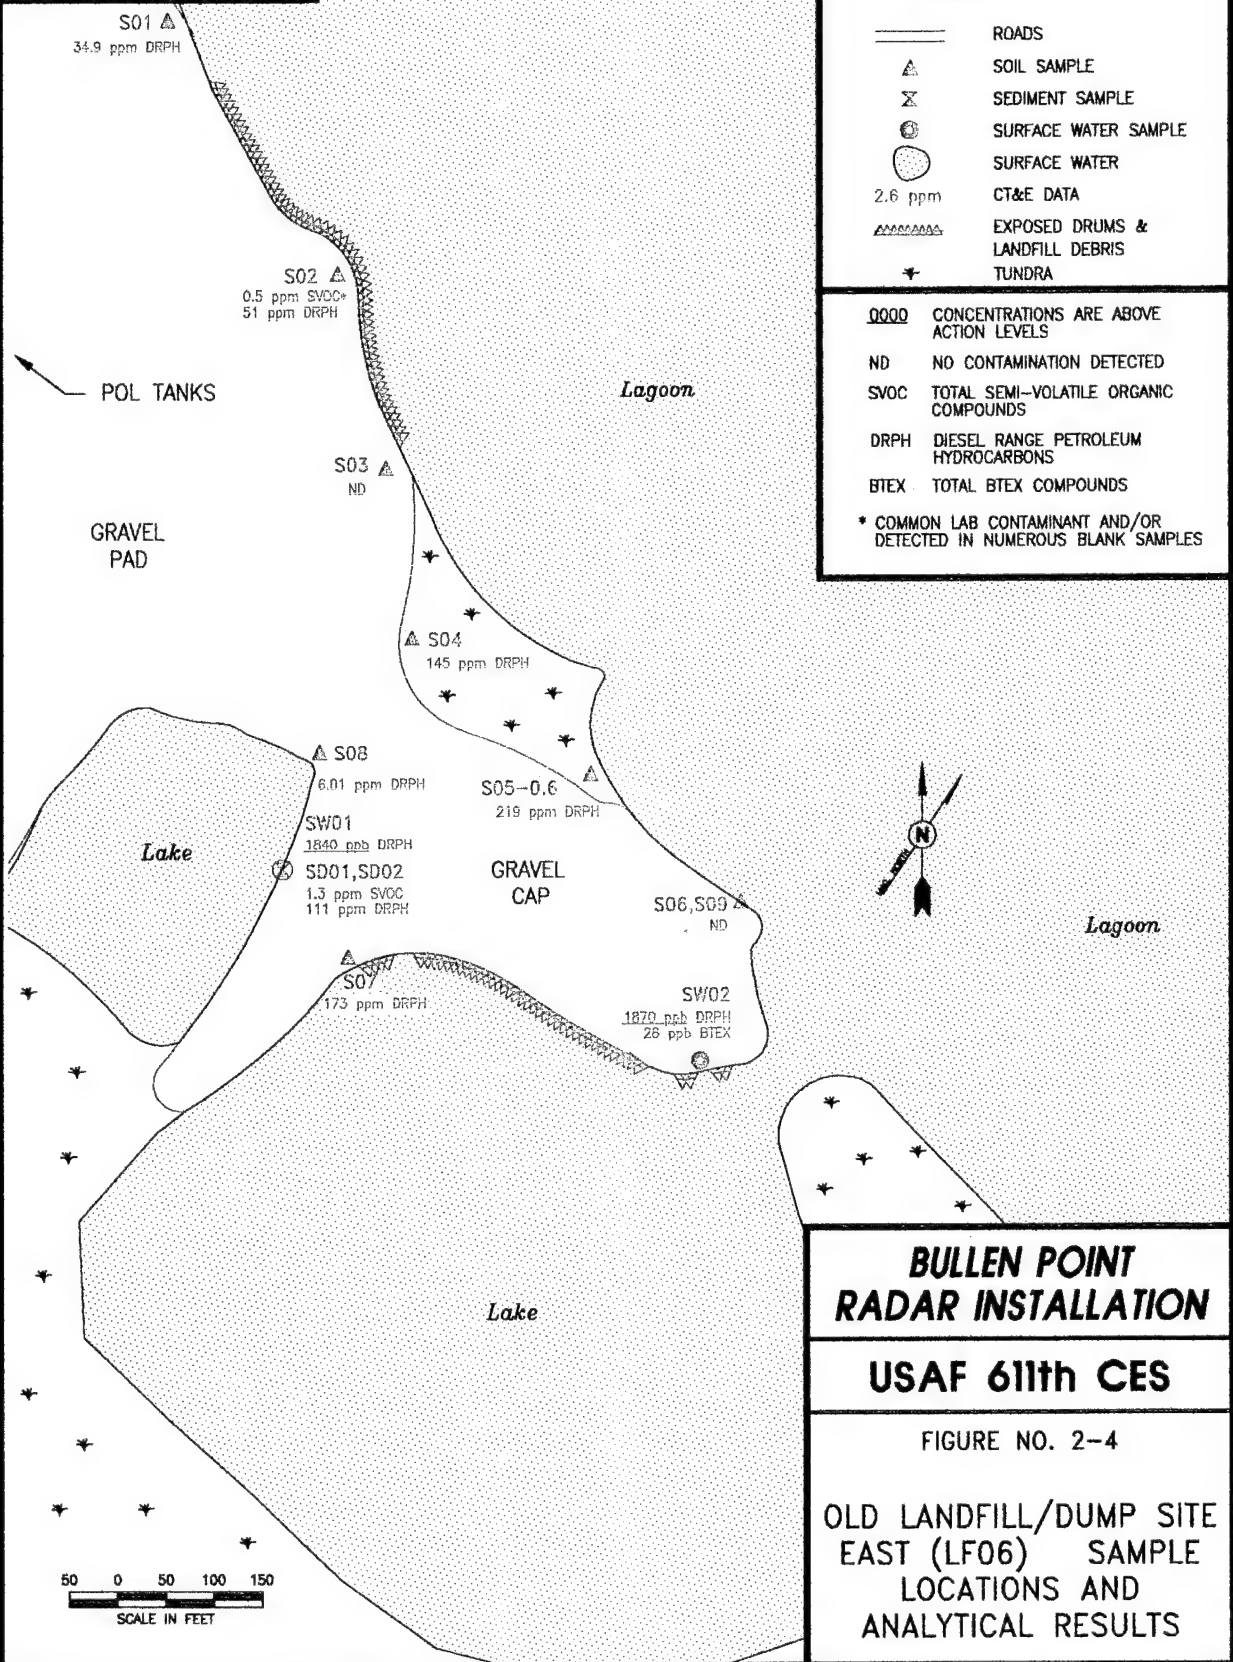 S01
34.9 ppm DRPH
S02
0.5 ppm SVOC*
51 ppm DRPH
POL TANKS
Lagoon
S03
ND
GRAVEL
PAD
S04
145 ppm DRPH
S08
6.01 ppm DRPH
S05-0.6
219 ppm DRPH
SW01
1840 ppb DRPH
Lake
SD01,SD02
1.3 ppm SVOC
111 ppm DRPH
GRAVEL
CAP
S06,S09
ND
Lagoon
S07
173 ppm DRPH
SW02
1870 ppb DRPH
26 ppb BTEX
Lake
N
NORTH
50 0 50 100 150
SCALE IN FEET
ROADS
SOIL SAMPLE
SEDIMENT SAMPLE
SURFACE WATER SAMPLE
SURFACE WATER
2.6 ppm CT&E DATA
EXPOSED DRUMS &
LANDFILL DEBRIS
TUNDRA
0000 CONCENTRATIONS ARE ABOVE
ACTION LEVELS
ND NO CONTAMINATION DETECTED
SVOC TOTAL SEMI-VOLATILE ORGANIC
COMPOUNDS
DRPH DIESEL RANGE PETROLEUM
HYDROCARBONS
BTEX TOTAL BTEX COMPOUNDS
* COMMON LAB CONTAMINANT AND/OR
DETECTED IN NUMEROUS BLANK SAMPLES
BULLEN POINT
RADAR INSTALLATION
USAF 611th CES
FIGURE NO. 2-4
OLD LANDFILL/DUMP SITE
EAST (LF06) SAMPLE
LOCATIONS AND
ANALYTICAL RESULTS